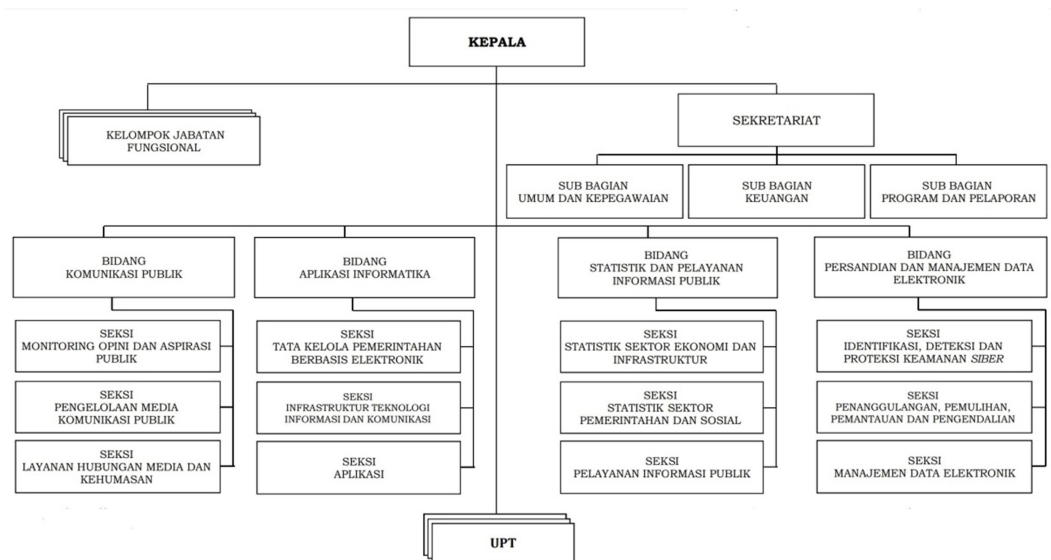 KEPALA
KELOMPOK JABATAN
FUNGSIONAL
SEKRETARIAT
SUB BAGIAN
UMUM DAN KEPEGAWAIAN
SUB BAGIAN
KEUANGAN
SUB BAGIAN
PROGRAM DAN PELAPORAN
BIDANG
KOMUNIKASI PUBLIK
BIDANG
APLIKASI INFORMATIKA
BIDANG
STATISTIK DAN PELAYANAN
INFORMASI PUBLIK
BIDANG
PERSANDIAN DAN MANAJEMEN DATA
ELEKTRONIK
SEKSI
MONITORING OPINI DAN ASPIRASI
PUBLIK
SEKSI
TATA KELOLA PEMERINTAHAN
BERBASIS ELEKTRONIK
SEKSI
STATISTIK SEKTOR EKONOMI DAN
INFRASTRUKTUR
SEKSI
IDENTIFIKASI, DETEKSI DAN
PROTEKSI KEAMANAN SIBER
SEKSI
PENGELOLAAN MEDIA
KOMUNIKASI PUBLIK
SEKSI
INFRASTRUKTUR TEKNOLOGI
INFORMASI DAN KOMUNIKASI
SEKSI
STATISTIK SEKTOR
PEMERINTAHAN DAN SOSIAL
SEKSI
PENANGGULANGAN, PEMULIHAN,
PEMANTAUAN DAN PENGENDALIAN
SEKSI
LAYANAN HUBUNGAN MEDIA DAN
KEHUMASAN
SEKSI
APLIKASI
SEKSI
PELAYANAN INFORMASI PUBLIK
SEKSI
MANAJEMEN DATA ELEKTRONIK
UPT